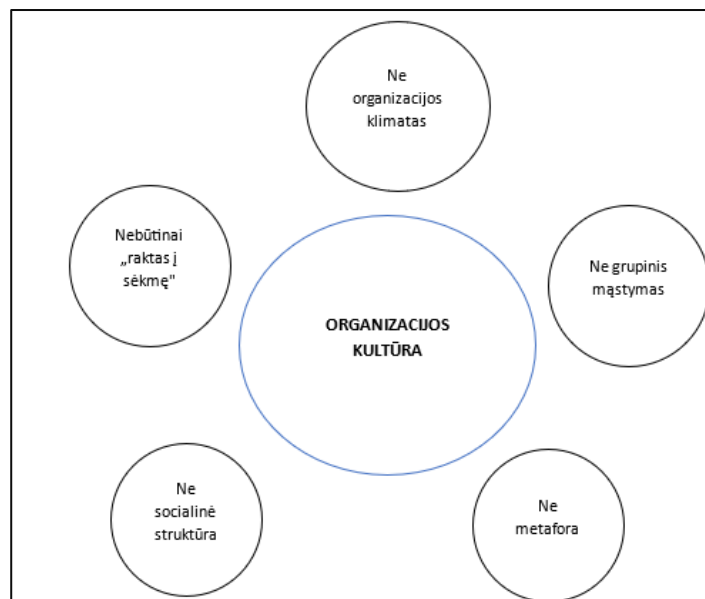 Ne
organizacijos
klimatas
Nebūtinai
„raktas į
sėkmę"
Ne grupinis
mąstymas
ORGANIZACIJOS
KULTŪRA
Ne
socialinė
struktūra
Ne
metafora